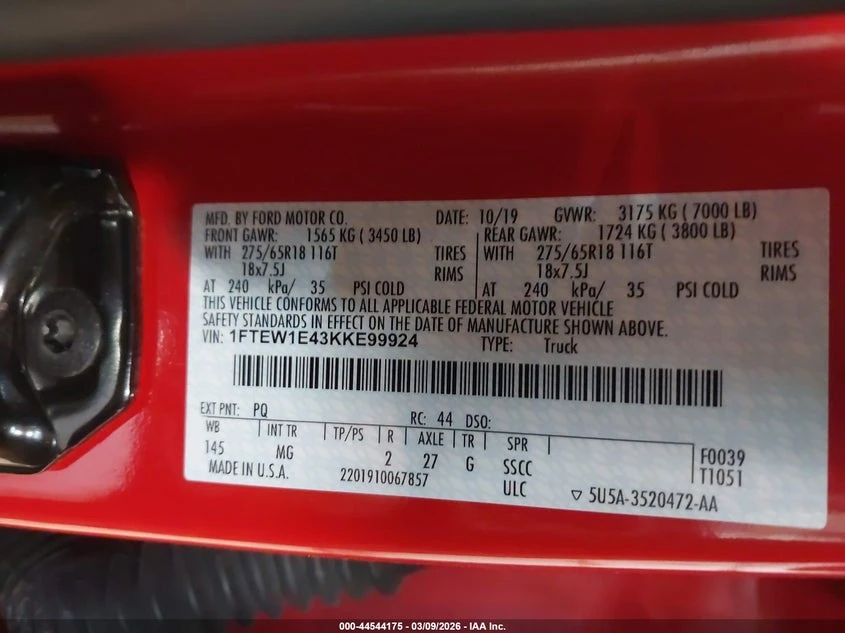 MFD. BY FORD MOTOR CO. DATE: 10/19 GVWR: 3175 KG ( 7000 LB)
FRONT GAWR: 1565 KG ( 3450 LB) REAR GAWR: 1724 KG ( 3800 LB)
WITH 275/65R18 116T TIRES WITH 275/65R18 116T TIRES
18x7.5J RIMS 18x7.5J RIMS
AT 240 kPa/ 35 PSI COLD AT 240 kPa/ 35 PSI COLD
THIS VEHICLE CONFORMS TO ALL APPLICABLE FEDERAL MOTOR VEHICLE
SAFETY STANDARDS IN EFFECT ON THE DATE OF MANUFACTURE SHOWN ABOVE.
VIN: 1FTEW1E43KKE99924 TYPE: Truck
EXT PNT: PQ RC: 44 DSO:
WB INT TR TP/PS R AXLE TR SPR F0039
145 MG 2 27 G SSCC T1051
MADE IN U.S.A. 2201910067857 ULC ▽ 5U5A-3520472-AA
000-44544175 - 03/09/2026 - IAA Inc.